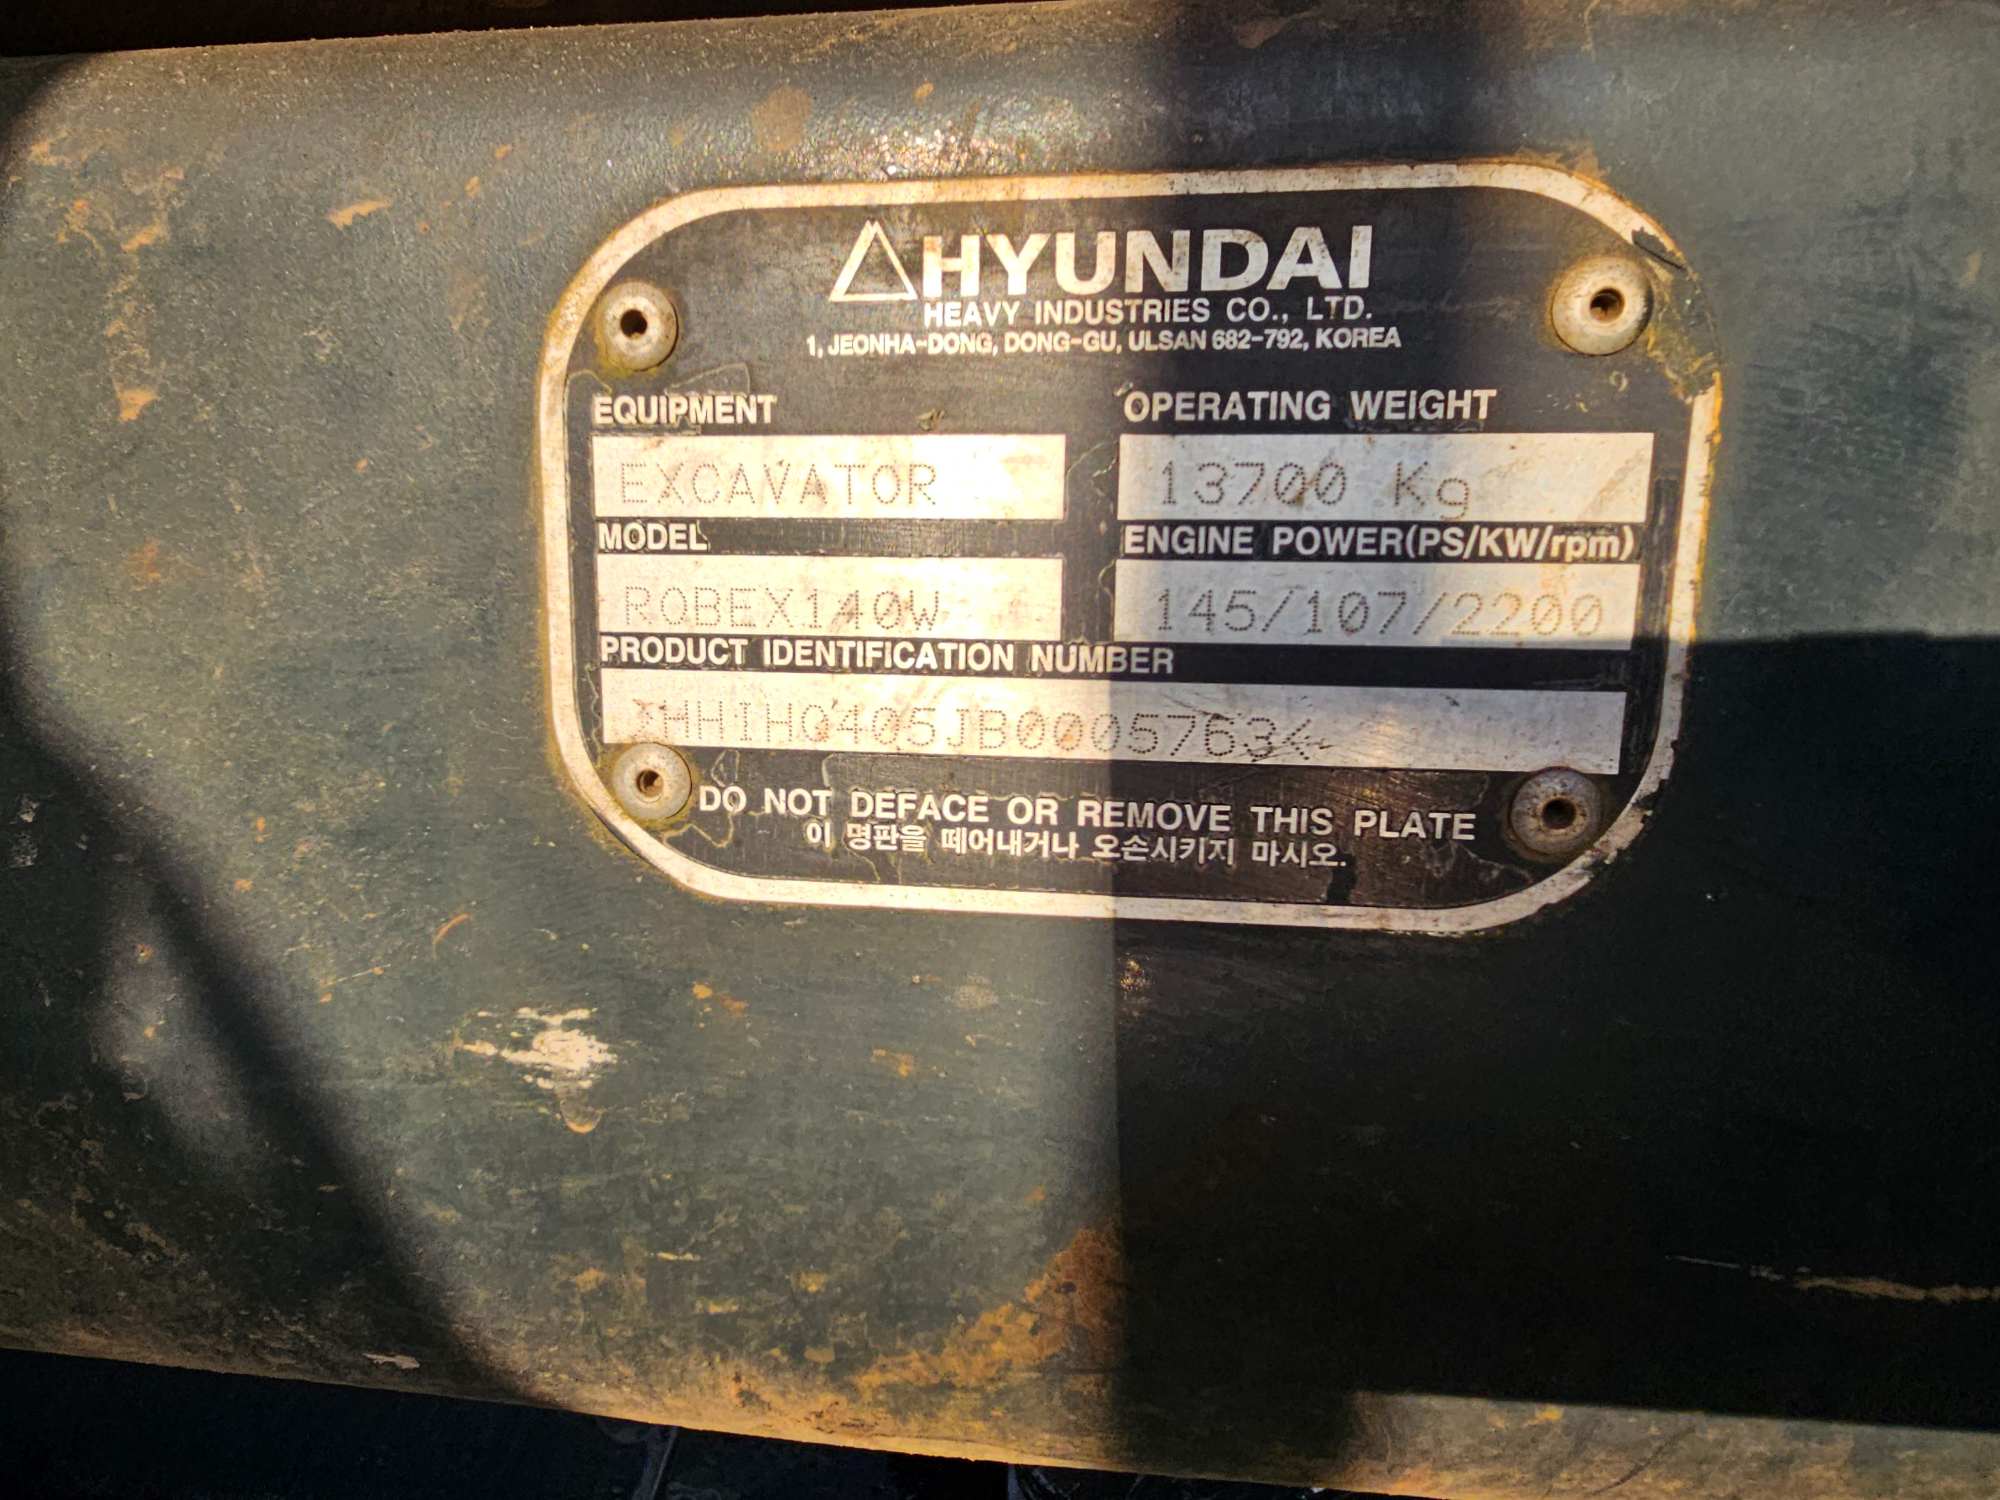 HYUNDAI
HEAVY INDUSTRIES CO., LTD.
1, JEONHA-DONG, DONG-GU, ULSAN 682-792, KOREA
EQUIPMENT
OPERATING WEIGHT
EXCAVATOR
13700 Kg
MODEL
ENGINE POWER(PS/KW/rpm)
ROBEX140W
145/107/2200
PRODUCT IDENTIFICATION NUMBER
DO NOT DEFACE OR REMOVE THIS PLATE
이 명판을 떼어내거나 오손시키지 마시오.